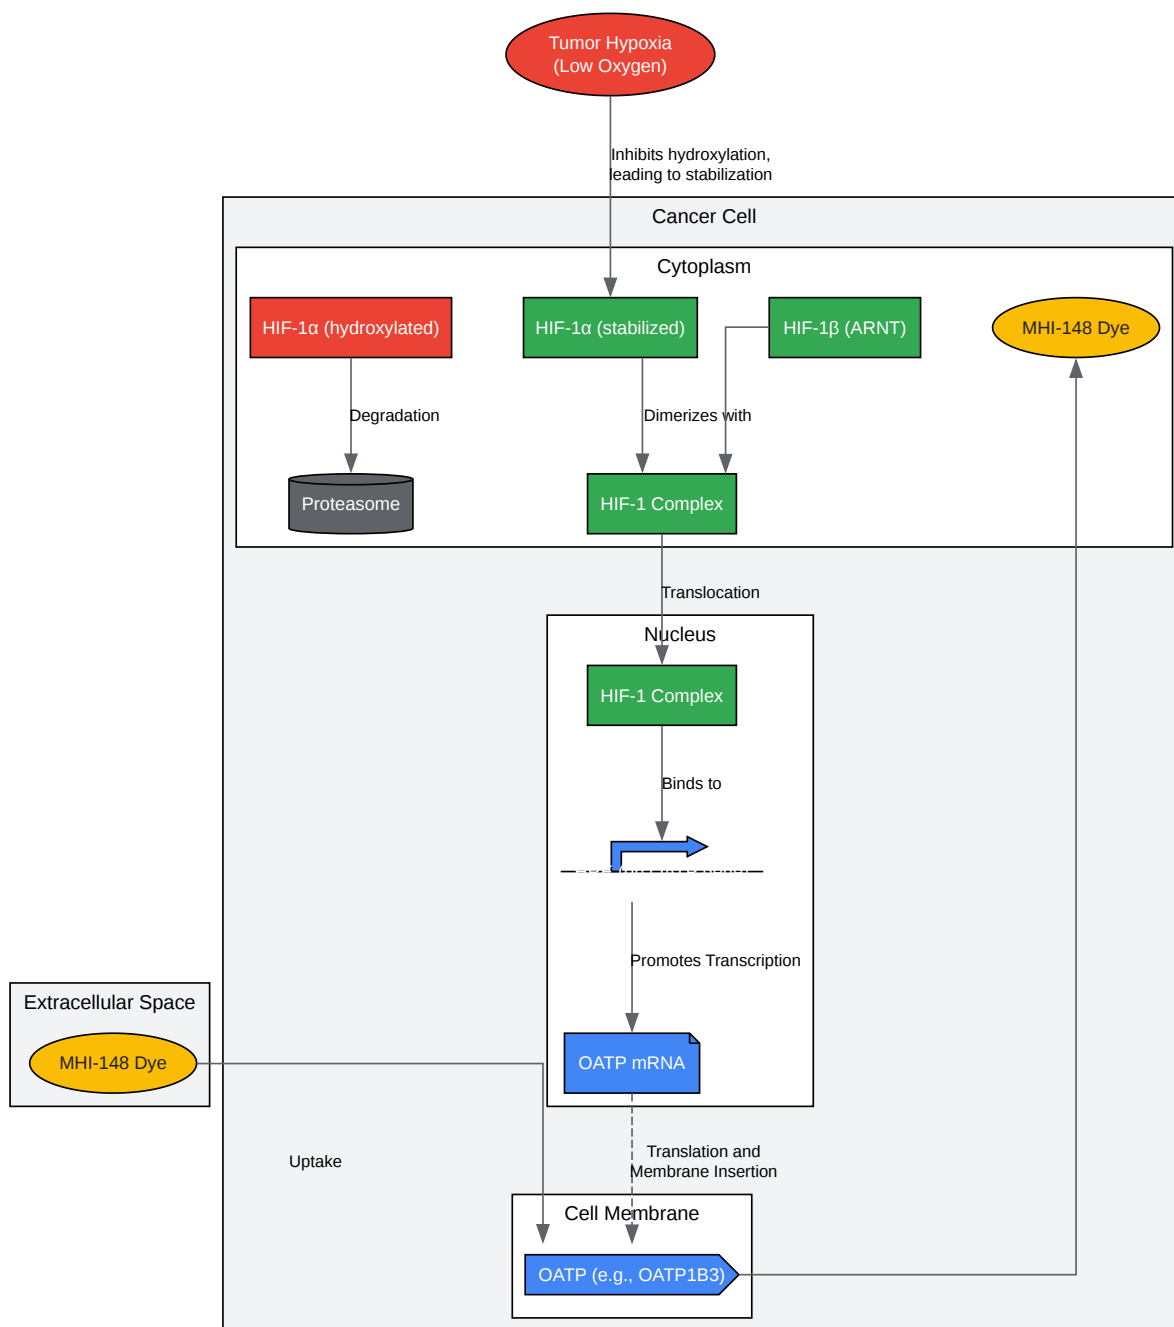 Tumor Hypoxia
(Low Oxygen)
Inhibits hydroxylation,
leading to stabilization
Cancer Cell
Cytoplasm
HIF-1α (hydroxylated)
HIF-1α (stabilized)
HIF-1β (ARNT)
MHI-148 Dye
Degradation
Dimerizes with
Proteasome
HIF-1 Complex
Translocation
Nucleus
HIF-1 Complex
Binds to
Promotes Transcription
Extracellular Space
MHI-148 Dye
OATP mRNA
Uptake
Translation and
Membrane Insertion
Cell Membrane
OATP (e.g., OATP1B3)